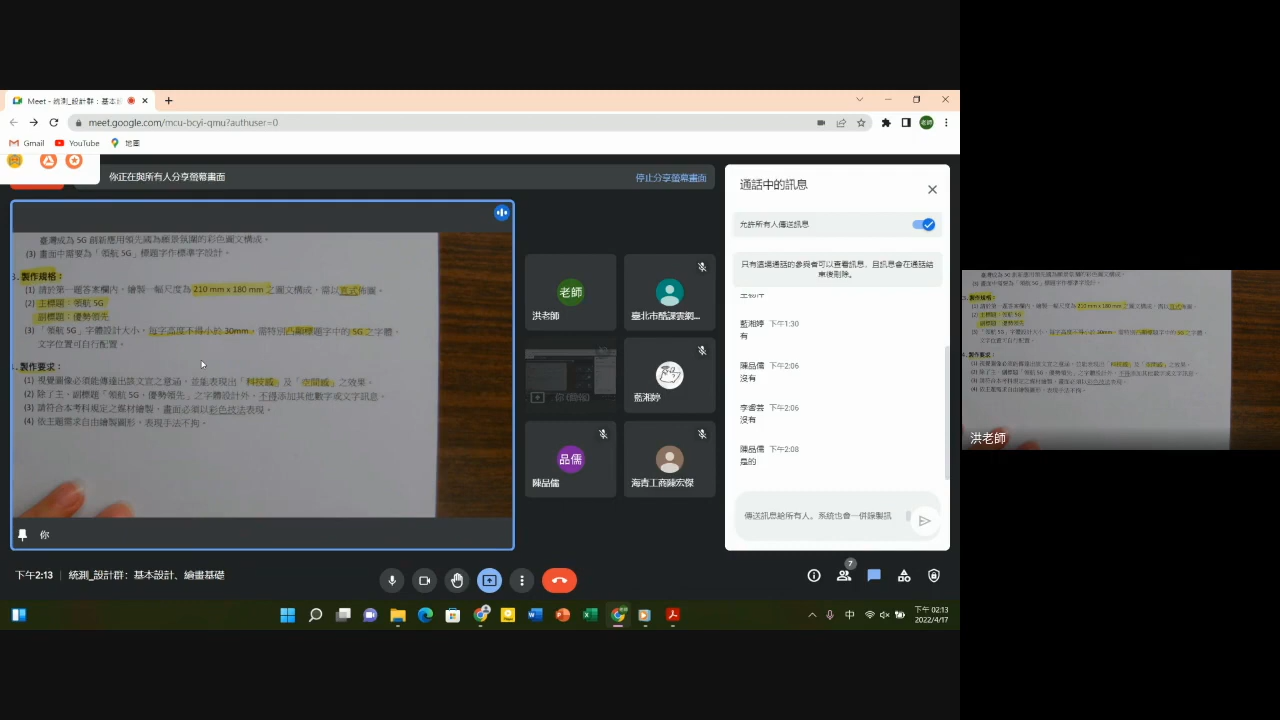 Meet - 統測_設計群：基本設
meet.google.com/mcu-bcyi-qmu?authuser=0
Gmail YouTube 地圖
你正在與所有人分享螢幕畫面
停止分享螢幕畫面
臺灣成為 5G 創新應用領先國為願景氛圍的彩色圖文構成。
(3) 畫面中需要為「領航 5G」標題字作標準字設計。
3. 製作規格：
(1) 請於第一題答案欄內，繪製一幅尺度為 210 mm x 180 mm 之圖文構成，需以直式佈圖。
(2) 主標題：領航 5G
副標題：優勢領先
(3) 「領航 5G」字體設計大小，每字高度不得小於 30mm，需特別凸顯標題字中的 5G 之字體，
文字位置可自行配置。
製作要求：
(1) 視覺圖像必須能傳達出該文宣之意涵，並能表現出「科技感」及「空間感」之效果。
(2) 除了主、副標題「領航 5G、優勢領先」之字體設計外，不得添加其他數字或文字訊息。
(3) 請符合本考科規定之媒材繪製，畫面必須以彩色技法表現。
(4) 依主題需求自由繪製圖形，表現手法不拘。
你
老師
洪老師
臺北市酷課雲網...
藍湘婷
品儒
陳品儒
海青工商陳宏傑
通話中的訊息
允許所有人傳送訊息
只有這場通話的參與者可以查看訊息，且訊息會在通話結
束後刪除。
藍湘婷 下午1:30
有
陳品儒 下午2:06
沒有
李睿芸 下午2:06
沒有
陳品儒 下午2:08
是的
傳送訊息給所有人。系統也會一併錄製訊
下午2:13 | 統測_設計群：基本設計、繪畫基礎
7
中
下午 02:13
2022/4/17
洪老師